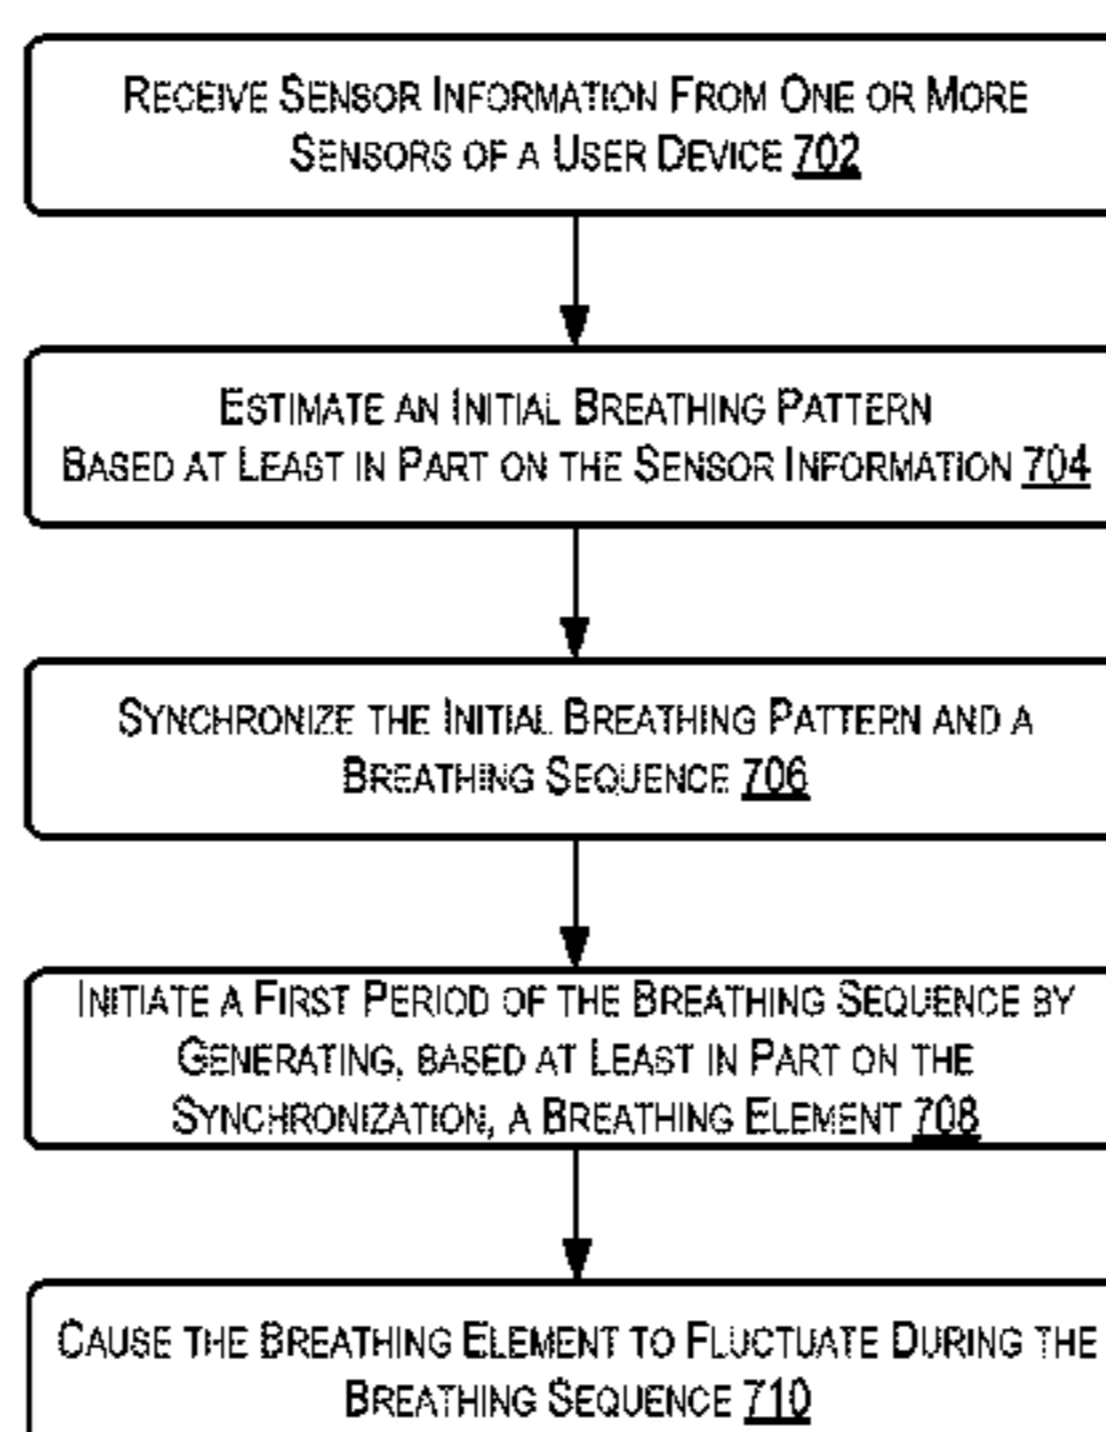 RECEIVE SENSOR INFORMATION FROM ONE OR MORE
SENSORS OF A USER DEVICE 702
ESTIMATE AN INITIAL BREATHING PATTERN
BASED AT LEAST IN PART ON THE SENSOR INFORMATION 704
SYNCHRONIZE THE INITIAL BREATHING PATTERN AND A
BREATHING SEQUENCE 706
INITIATE A FIRST PERIOD OF THE BREATHING SEQUENCE BY
GENERATING, BASED AT LEAST IN PART ON THE
SYNCHRONIZATION, A BREATHING ELEMENT 708
CAUSE THE BREATHING ELEMENT TO FLUCTUATE DURING THE
BREATHING SEQUENCE 710